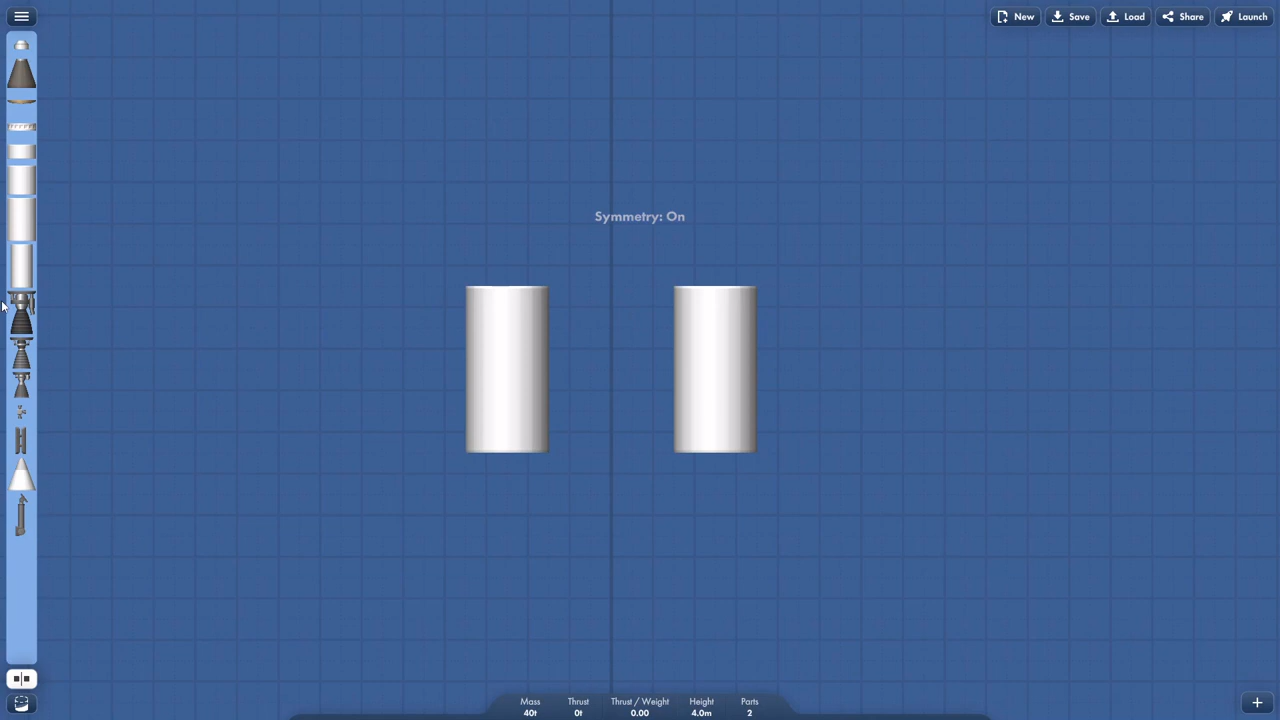 New Save Load Share Launch
Symmetry: On
Mass Thrust Thrust / Weight Height Parts
40t 0t 0.00 4.0m 2